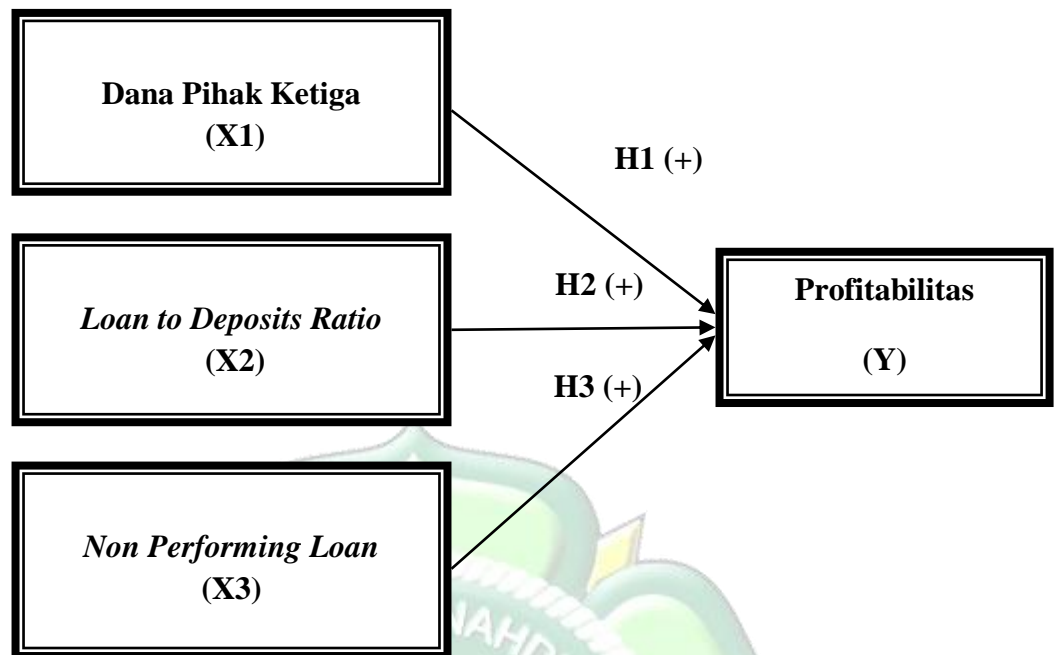 Dana Pihak Ketiga
(X1)
H1 (+)
Loan to Deposits Ratio
(X2)
H2 (+)
Profitabilitas
(Y)
H3 (+)
Non Performing Loan
(X3)